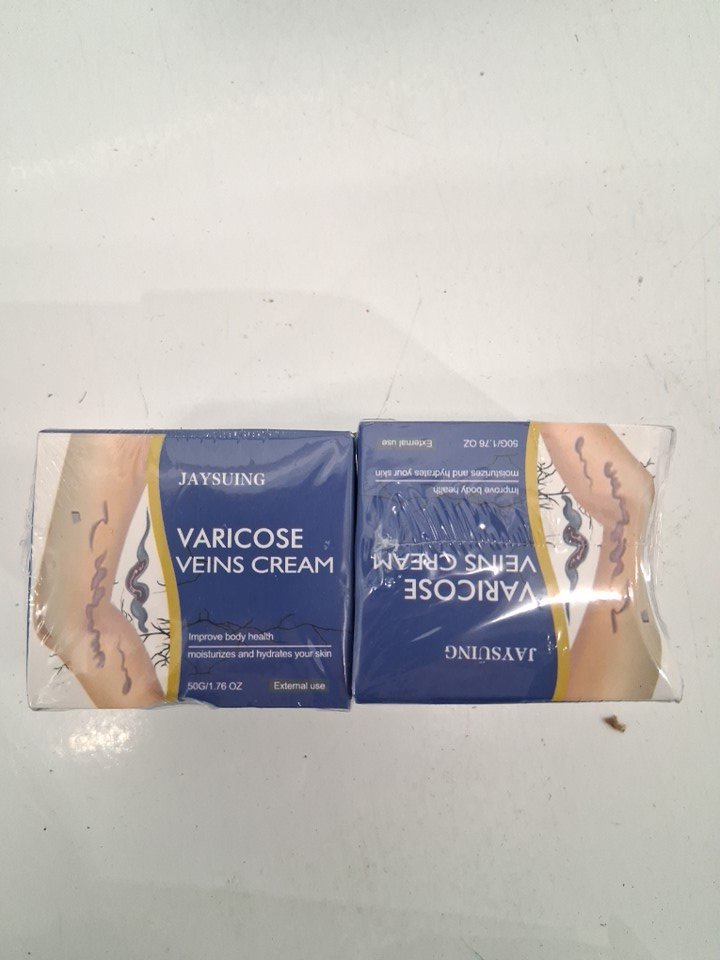 JAYSUING
VARICOSE
VEINS CREAM
Improve body health
moisturizes and hydrates your skin
50G/1.76 OZ
External use
JAYSUING
VARICOSE
VEINS CREAM
Improve body health
moisturizes and hydrates your skin
50G/1.76 OZ
External use